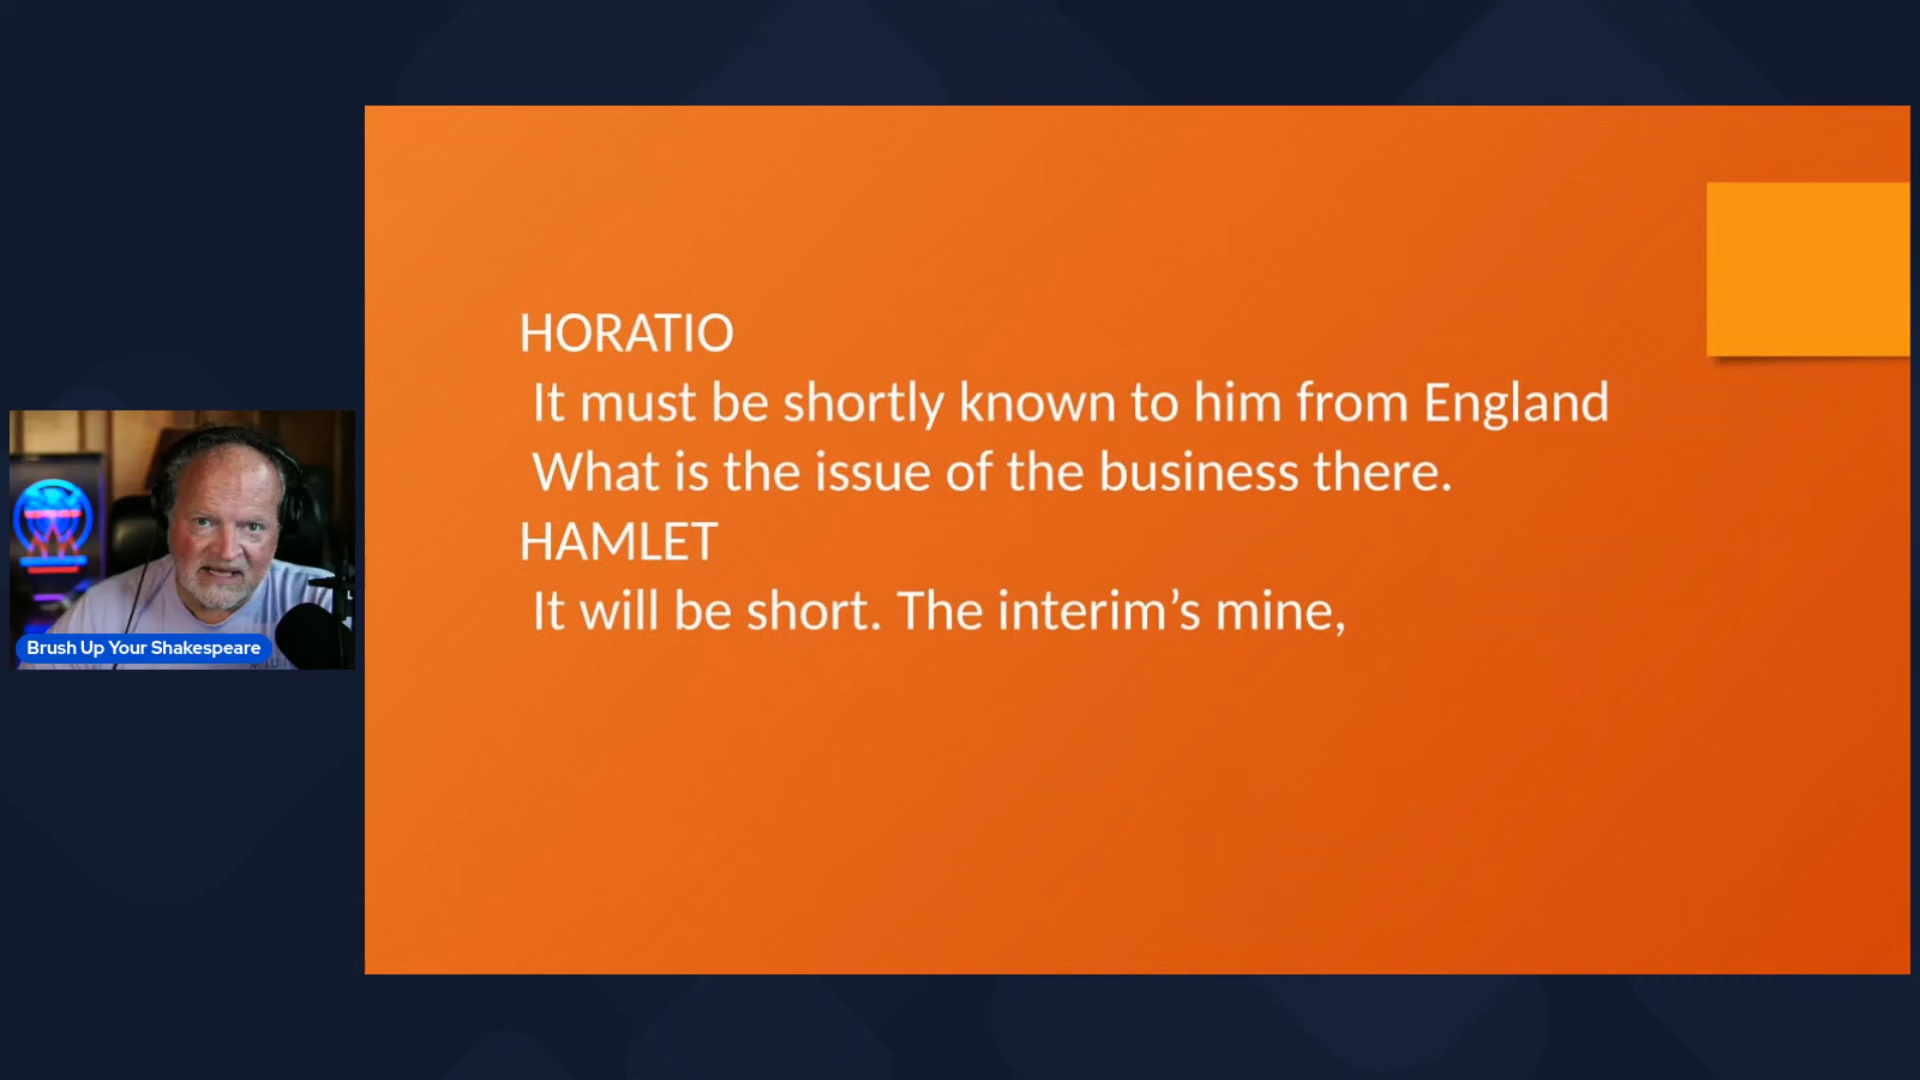 HORATIO
It must be shortly known to him from England
What is the issue of the business there.
HAMLET
It will be short. The interim’s mine,
Brush Up Your Shakespeare